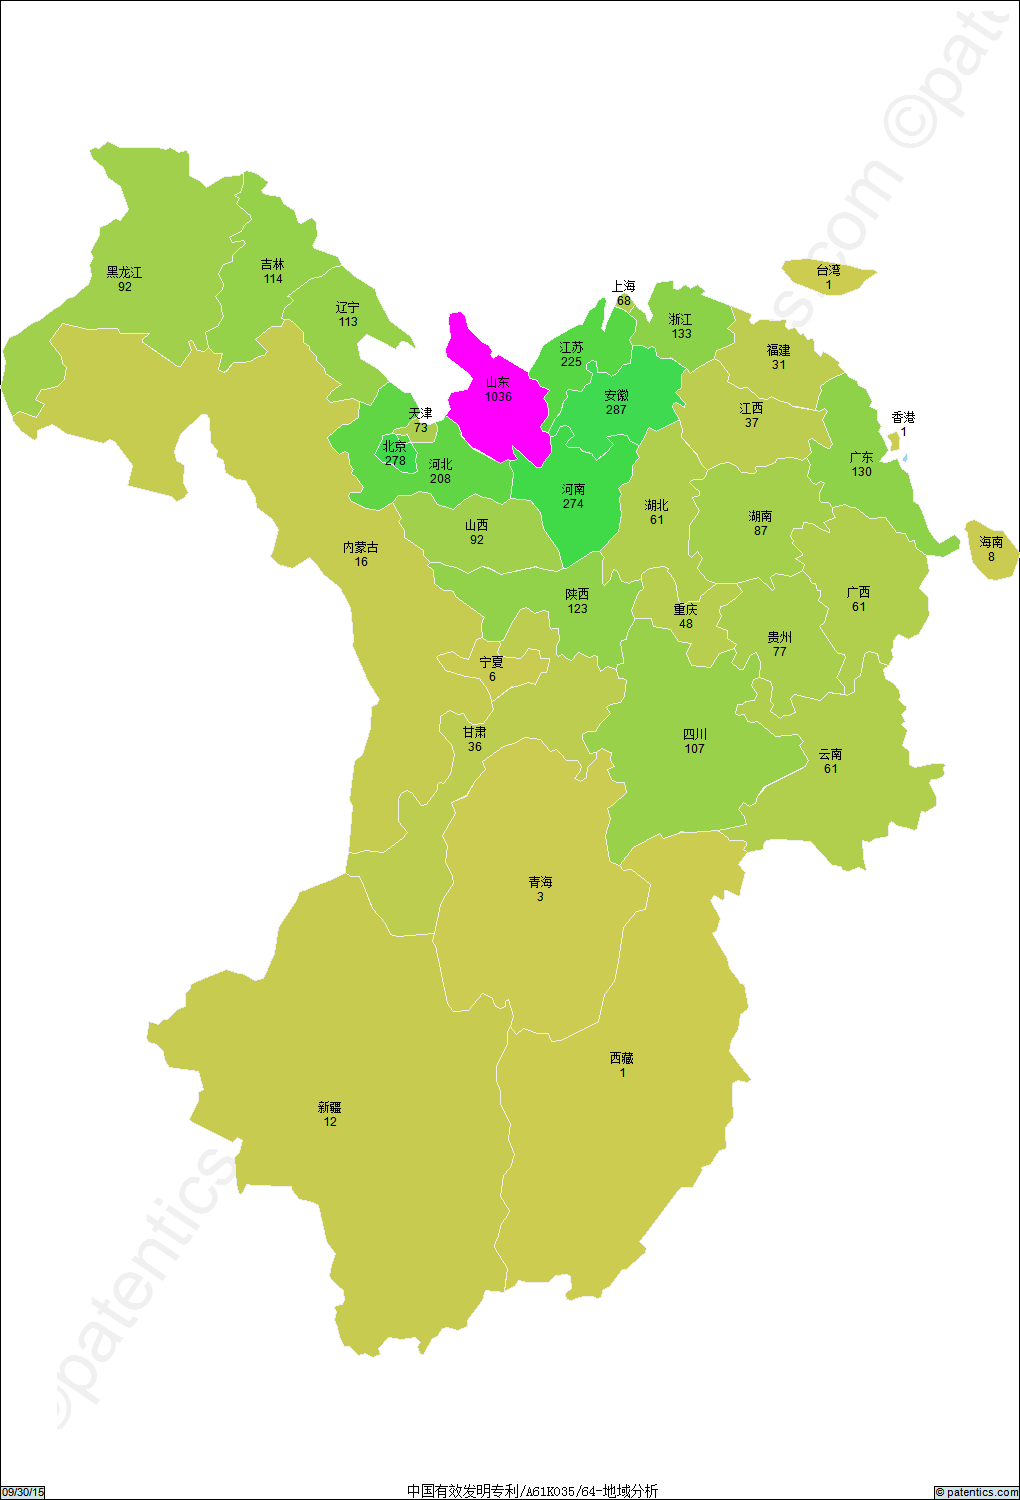 ©patentics.com ©pate
黑龙江
92
吉林
114
辽宁
113
台湾
1
上海
68
浙江
133
江苏
225
福建
31
山东
1036
安徽
287
江西
37
天津
73
香港
1
北京
278
河北
208
广东
130
河南
274
湖北
61
湖南
87
山西
92
内蒙古
16
海南
8
陕西
123
重庆
48
广西
61
贵州
77
宁夏
6
甘肃
36
四川
107
云南
61
青海
3
西藏
1
新疆
12
09/30/15
中国有效发明专利/A61K035/64-地域分析
© patentics.com